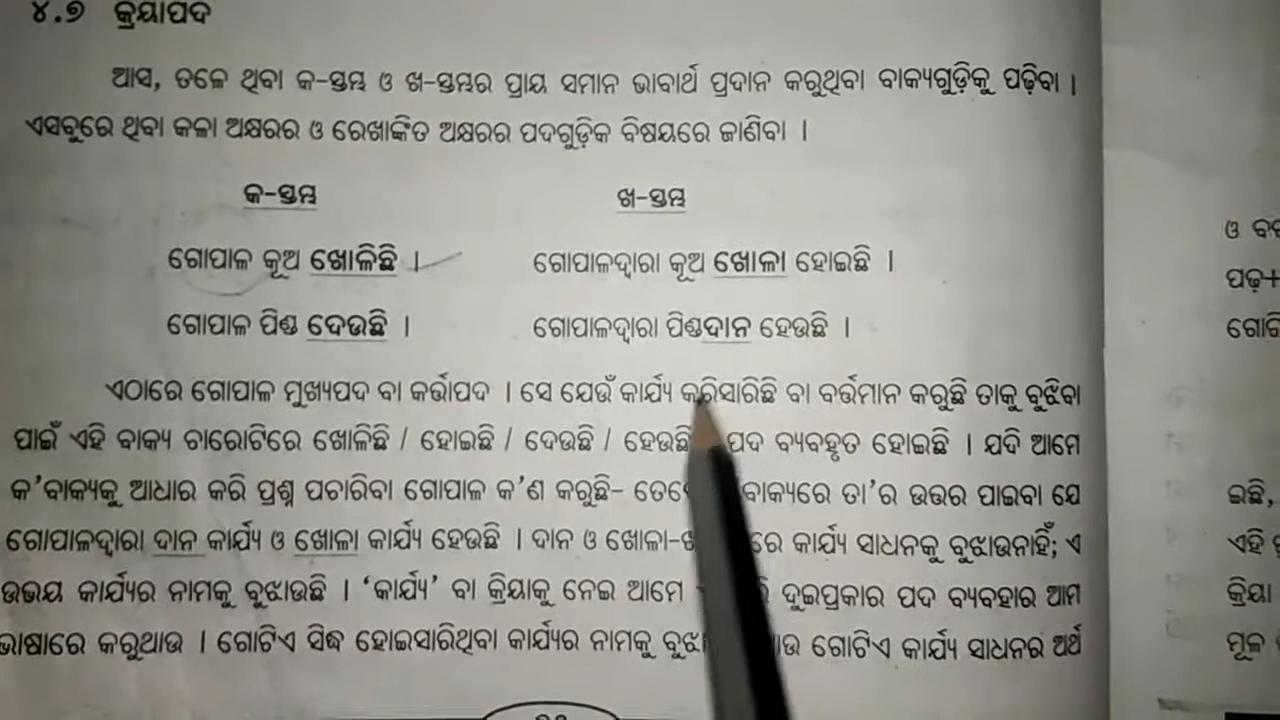 ୪.୭ କ୍ରିୟାପଦ
ଆସ, ତଳେ ଥିବା କ-ସ୍ତମ୍ଭ ଓ ଖ-ସ୍ତମ୍ଭର ପ୍ରାୟ ସମାନ ଭାବାର୍ଥ ପ୍ରଦାନ କରୁଥିବା ବାକ୍ୟଗୁଡ଼ିକୁ ପଢ଼ିବା ।
ଏସବୁରେ ଥିବା କଳା ଅକ୍ଷରର ଓ ରେଖାଙ୍କିତ ଅକ୍ଷରର ପଦଗୁଡ଼ିକ ବିଷୟରେ ଜାଣିବା ।
କ-ସ୍ତମ୍ଭ ଖ-ସ୍ତମ୍ଭ
ଗୋପାଳ କୂଅ ଖୋଳିଛି । ଗୋପାଳଦ୍ୱାରା କୂଅ ଖୋଳା ହୋଇଛି ।
ଗୋପାଳ ପିଣ୍ଡ ଦେଉଛି । ଗୋପାଳଦ୍ୱାରା ପିଣ୍ଡଦାନ ହେଉଛି ।
ଏଠାରେ ଗୋପାଳ ମୁଖ୍ୟପଦ ବା କର୍ତ୍ତାପଦ । ସେ ଯେଉଁ କାର୍ଯ୍ୟ କରିସାରିଛି ବା ବର୍ତ୍ତମାନ କରୁଛି ତାକୁ ବୁଝିବା
ପାଇଁ ଏହି ବାକ୍ୟ ଚାରୋଟିରେ ଖୋଳିଛି / ହୋଇଛି / ଦେଉଛି / ହେଉଛି ପଦ ବ୍ୟବହୃତ ହୋଇଛି । ଯଦି ଆମେ
କ’ବାକ୍ୟକୁ ଆଧାର କରି ପ୍ରଶ୍ନ ପଚାରିବା ଗୋପାଳ କ’ଣ କରୁଛି- ବାକ୍ୟରେ ତା’ର ଉତ୍ତର ପାଇବା ଯେ
ଗୋପାଳଦ୍ୱାରା ଦାନ କାର୍ଯ୍ୟ ଓ ଖୋଳା କାର୍ଯ୍ୟ ହେଉଛି । ଦାନ ଓ ଖୋଳା- ରେ କାର୍ଯ୍ୟ ସାଧନକୁ ବୁଝାଉନାହିଁ; ଏ
ଉଭୟ କାର୍ଯ୍ୟର ନାମକୁ ବୁଝାଉଛି । ‘କାର୍ଯ୍ୟ’ ବା କ୍ରିୟାକୁ ନେଇ ଆମେ ଦୁଇପ୍ରକାର ପଦ ବ୍ୟବହାର ଆମ
ଭାଷାରେ କରୁଥାଉ । ଗୋଟିଏ ସିଦ୍ଧ ହୋଇସାରିଥିବା କାର୍ଯ୍ୟର ନାମକୁ ଗୋଟିଏ କାର୍ଯ୍ୟ ସାଧନର ଅର୍ଥ
ଓ
ପଢ଼+
ଇଛି,
ଏହି
କ୍ରିୟା
ମୂଳ